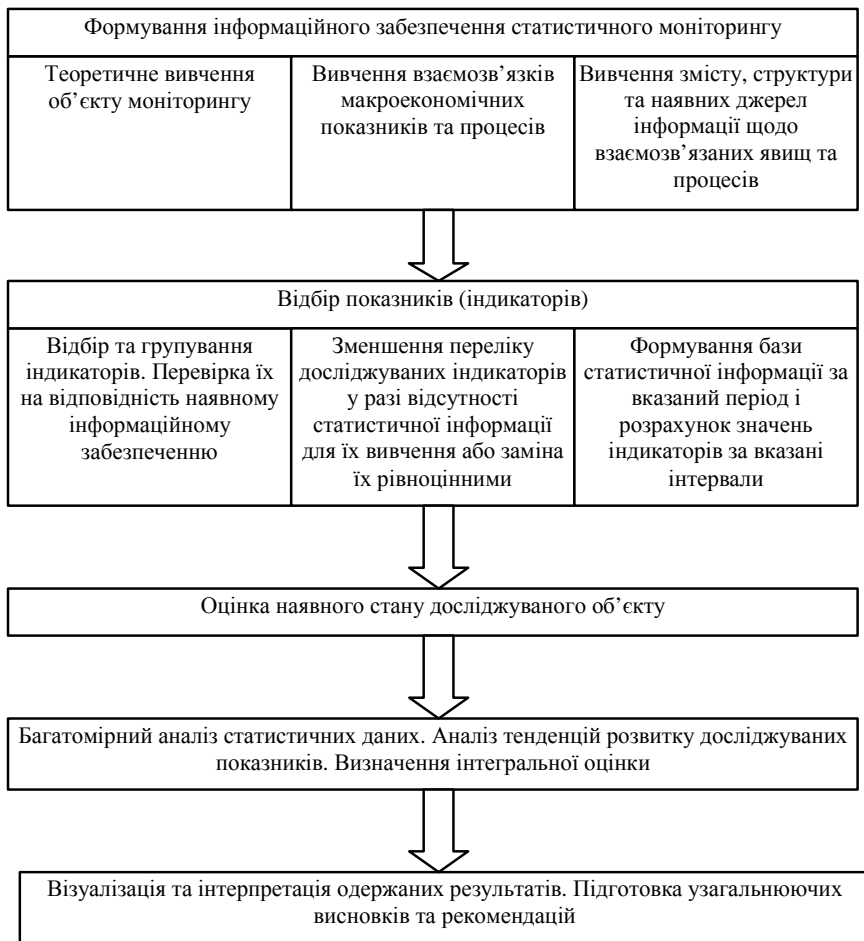 Формування інформаційного забезпечення статистичного моніторингу
Теоретичне вивчення
об’єкту моніторингу
Вивчення взаємозв’язків
макроекономічних
показників та процесів
Вивчення змісту, структури
та наявних джерел
інформації щодо
взаємозв’язаних явищ та
процесів
Відбір показників (індикаторів)
Відбір та групування
індикаторів. Перевірка їх
на відповідність наявному
інформаційному
забезпеченню
Зменшення переліку
досліджуваних індикаторів
у разі відсутності
статистичної інформації
для їх вивчення або заміна
їх рівноцінними
Формування бази
статистичної інформації за
вказаний період і
розрахунок значень
індикаторів за вказані
інтервали
Оцінка наявного стану досліджуваного об’єкту
Багатомірний аналіз статистичних даних. Аналіз тенденцій розвитку досліджуваних
показників. Визначення інтегральної оцінки
Візуалізація та інтерпретація одержаних результатів. Підготовка узагальнюючих
висновків та рекомендацій